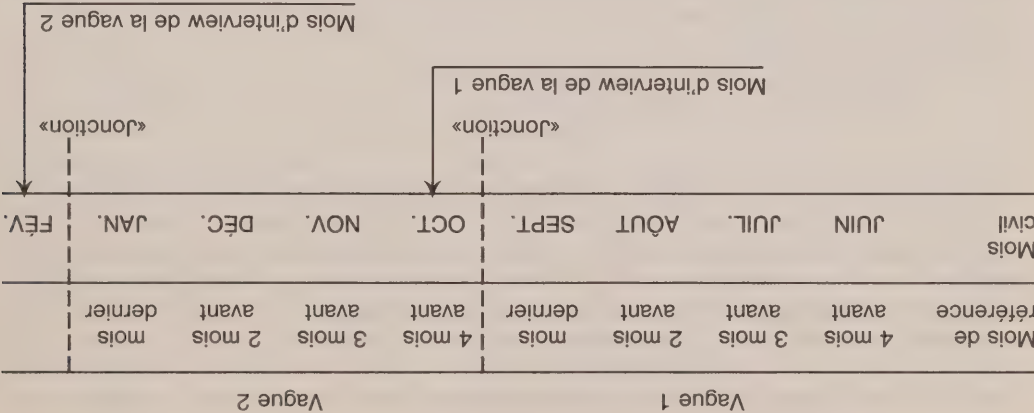 Vague 1 Vague 2
Mois de référence 4 mois avant 3 mois avant 2 mois avant mois dernier 4 mois avant 3 mois avant 2 mois avant mois dernier
Mois civil JUIN JUIL. AÔUT SEPT. OCT. NOV. DÉC. JAN. FÉV.
«Jonction» «Jonction»
Mois d'interview de la vague 1
Mois d'interview de la vague 2